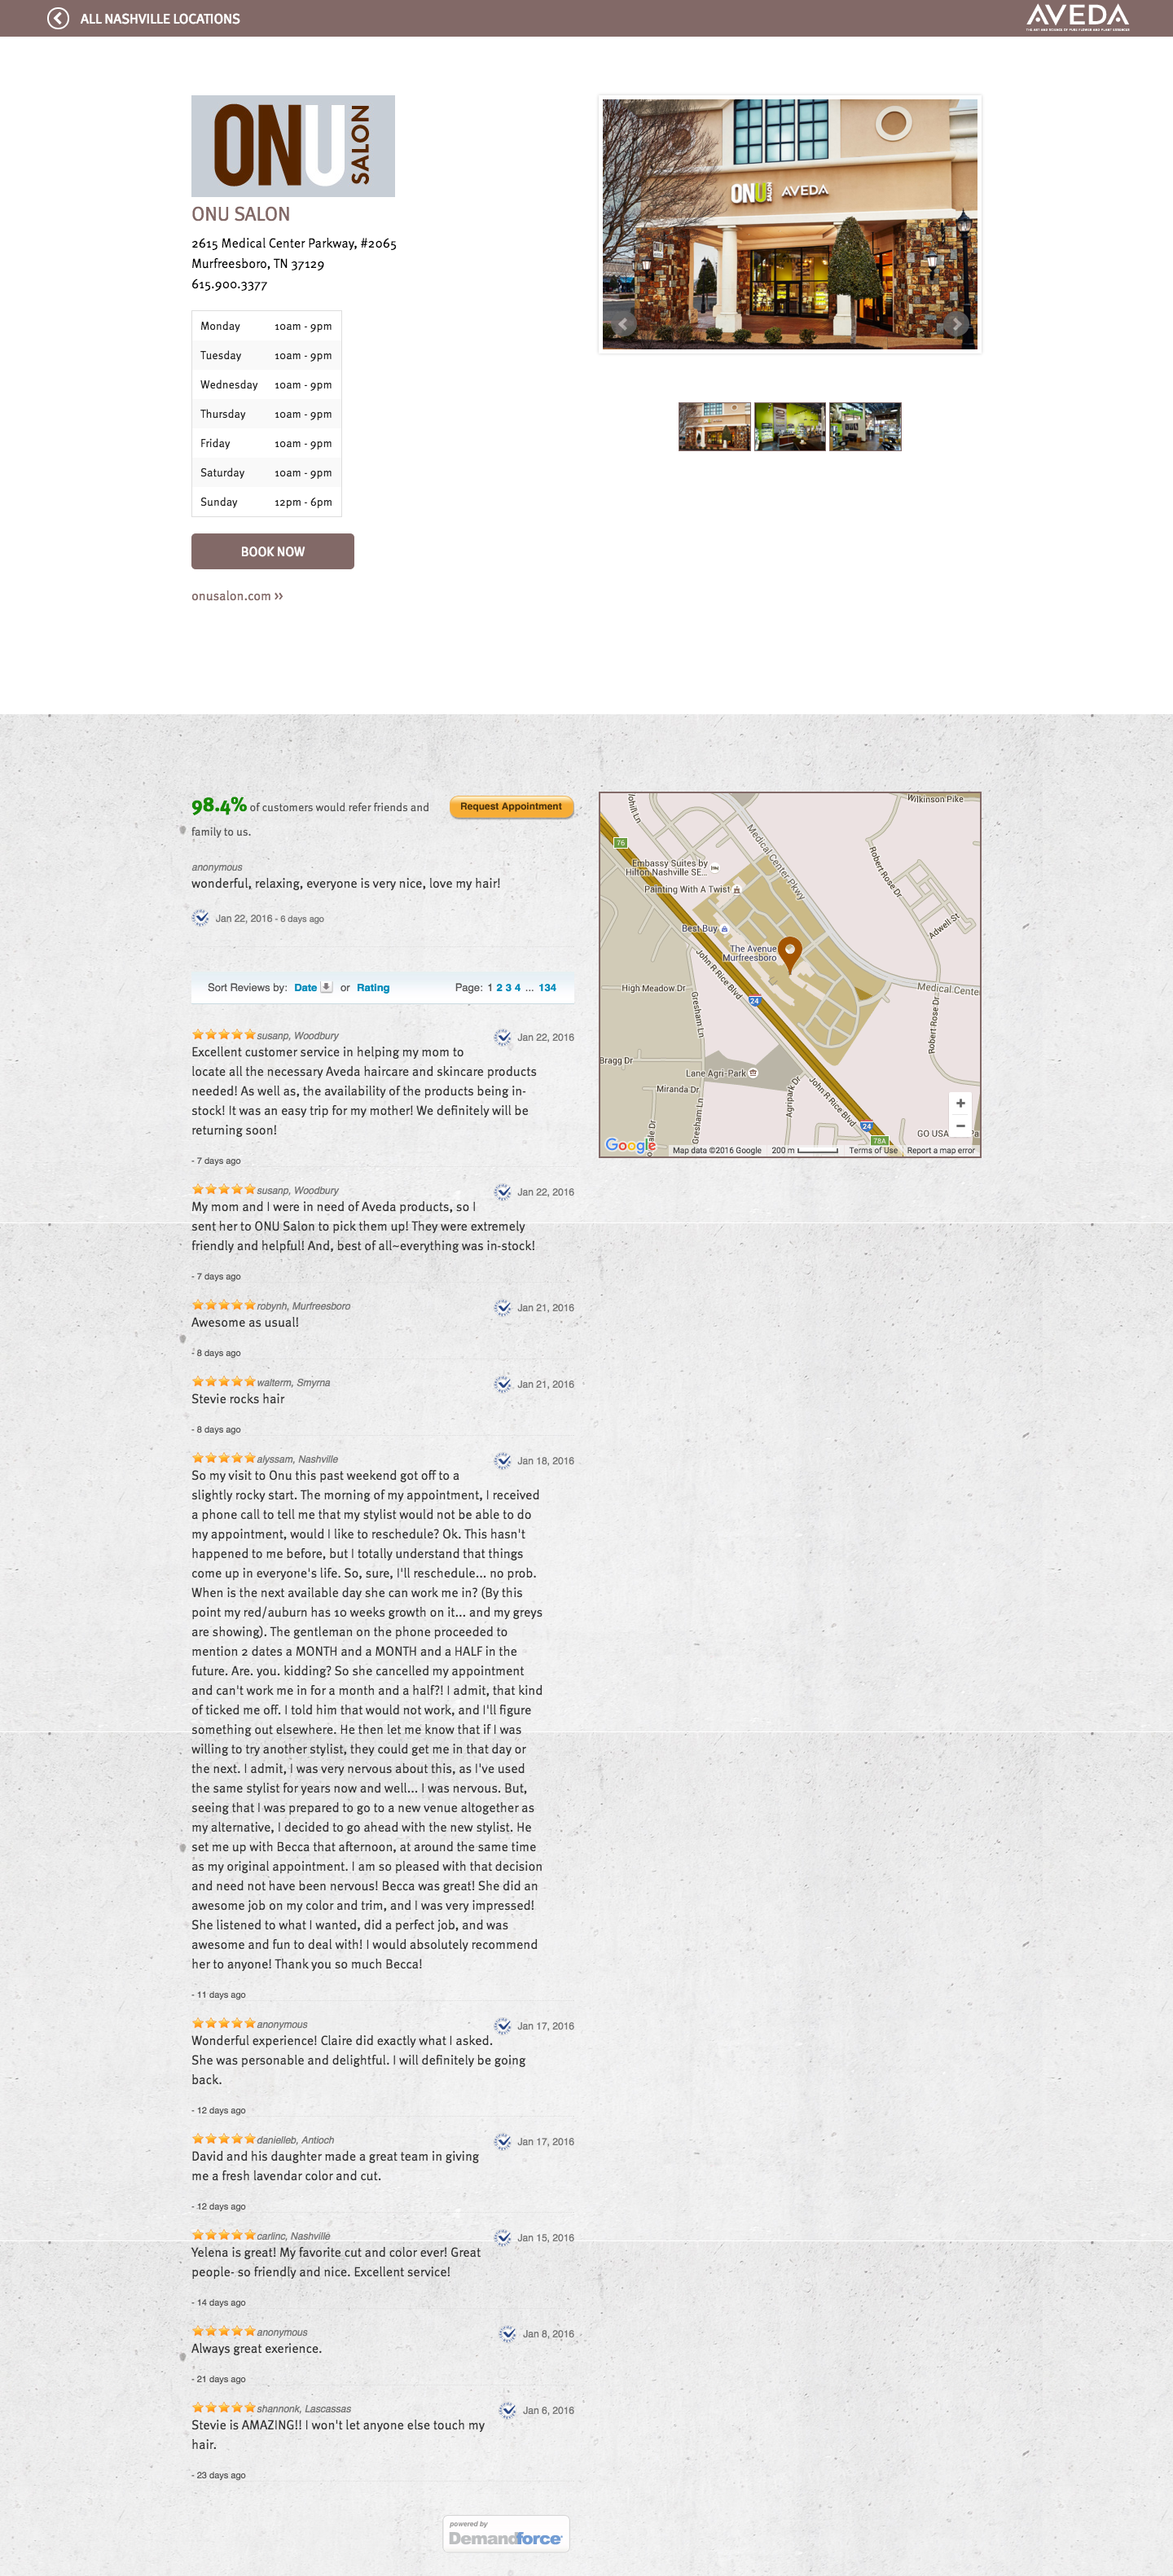 ALL NASHVILLE LOCATIONS
AVEDA
THE ART AND SCIENCE OF PURE FLOWER AND PLANT ESSENCES
ONU SALON
ONU SALON
2615 Medical Center Parkway, #2065
Murfreesboro, TN 37129
615.900.3377
Monday 10am - 9pm
Tuesday 10am - 9pm
Wednesday 10am - 9pm
Thursday 10am - 9pm
Friday 10am - 9pm
Saturday 10am - 9pm
Sunday 12pm - 6pm
BOOK NOW
onusalon.com »
ONU SALON AVEDA
98.4% of customers would refer friends and
family to us.
Request Appointment
anonymous
wonderful, relaxing, everyone is very nice, love my hair!
Jan 22, 2016 - 6 days ago
Sort Reviews by: Date or Rating Page: 1 2 3 4 ... 134
susanp, Woodbury Jan 22, 2016
Excellent customer service in helping my mom to
locate all the necessary Aveda haircare and skincare products
needed! As well as, the availability of the products being in-
stock! It was an easy trip for my mother! We definitely will be
returning soon!
- 7 days ago
susanp, Woodbury Jan 22, 2016
My mom and I were in need of Aveda products, so I
sent her to ONU Salon to pick them up! They were extremely
friendly and helpful! And, best of all~everything was in-stock!
- 7 days ago
robynh, Murfreesboro Jan 21, 2016
Awesome as usual!
- 8 days ago
walterm, Smyrna Jan 21, 2016
Stevie rocks hair
- 8 days ago
alyssam, Nashville Jan 18, 2016
So my visit to Onu this past weekend got off to a
slightly rocky start. The morning of my appointment, I received
a phone call to tell me that my stylist would not be able to do
my appointment, would I like to reschedule? Ok. This hasn't
happened to me before, but I totally understand that things
come up in everyone's life. So, sure, I'll reschedule... no prob.
When is the next available day she can work me in? (By this
point my red/auburn has 10 weeks growth on it... and my greys
are showing). The gentleman on the phone proceeded to
mention 2 dates a MONTH and a MONTH and a HALF in the
future. Are. you. kidding? So she cancelled my appointment
and can't work me in for a month and a half?! I admit, that kind
of ticked me off. I told him that would not work, and I'll figure
something out elsewhere. He then let me know that if I was
willing to try another stylist, they could get me in that day or
the next. I admit, I was very nervous about this, as I've used
the same stylist for years now and well... I was nervous. But,
seeing that I was prepared to go to a new venue altogether as
my alternative, I decided to go ahead with the new stylist. He
set me up with Becca that afternoon, at around the same time
as my original appointment. I am so pleased with that decision
and need not have been nervous! Becca was great! She did an
awesome job on my color and trim, and I was very impressed!
She listened to what I wanted, did a perfect job, and was
awesome and fun to deal with! I would absolutely recommend
her to anyone! Thank you so much Becca!
- 11 days ago
anonymous Jan 17, 2016
Wonderful experience! Claire did exactly what I asked.
She was personable and delightful. I will definitely be going
back.
- 12 days ago
danielleb, Antioch Jan 17, 2016
David and his daughter made a great team in giving
me a fresh lavendar color and cut.
- 12 days ago
carlinc, Nashville Jan 15, 2016
Yelena is great! My favorite cut and color ever! Great
people- so friendly and nice. Excellent service!
- 14 days ago
anonymous Jan 8, 2016
Always great exerience.
- 21 days ago
shannonk, Lascassas Jan 6, 2016
Stevie is AMAZING!! I won't let anyone else touch my
hair.
- 23 days ago
powered by
Demandforce
Wilkinson Pike
Medical Center Pkwy
76
Embassy Suites by
Hilton Nashville SE...
Painting With A Twist
Robert Rose Dr
Adwell St
Best Buy
The Avenue
Murfreesboro
John R Rice Blvd
High Meadow Dr
24
Medical Cente
Gresham Ln
Robert Rose Dr
Bragg Dr
Lane Agri-Park
Miranda Dr
Agripark Dr
John R Rice Blvd
Gresham Ln
24
78A
GO USA
+
−
Google
Map data ©2016 Google 200 m Terms of Use Report a map error